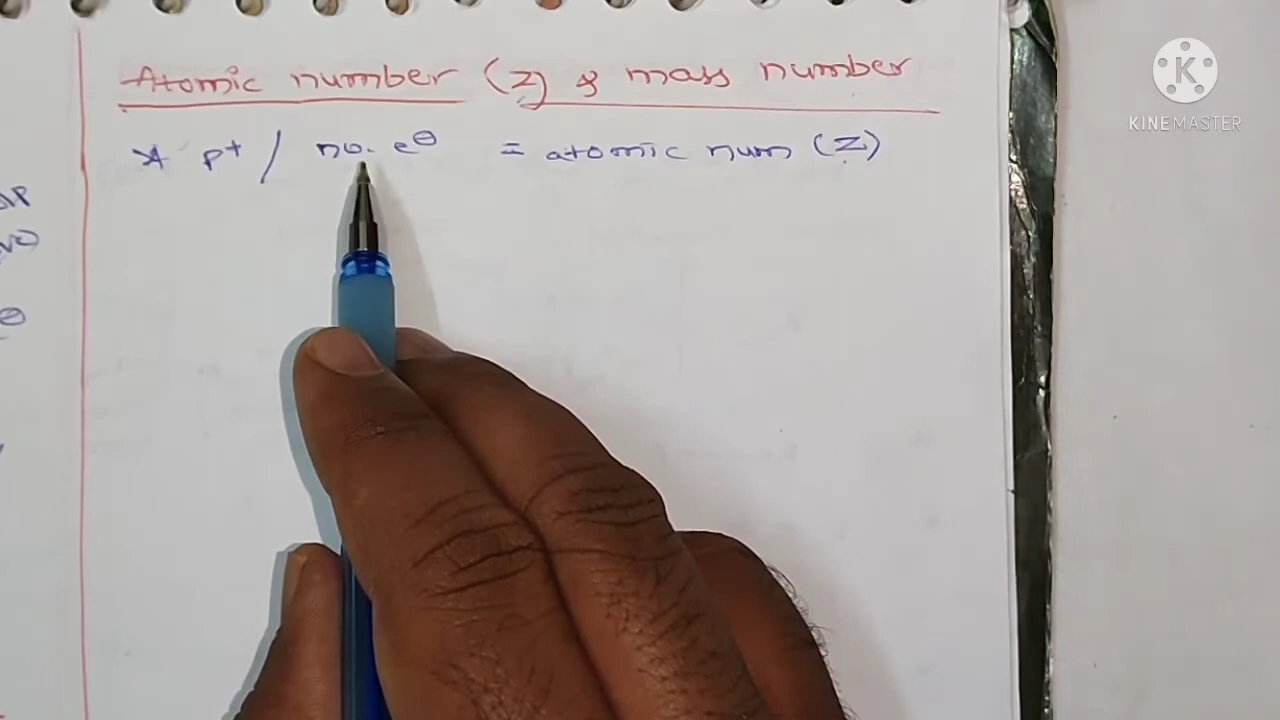 Atomic number (Z) & mass number
* p⁺ / no. e⊖ = atomic num (Z)
K
KINEMASTER